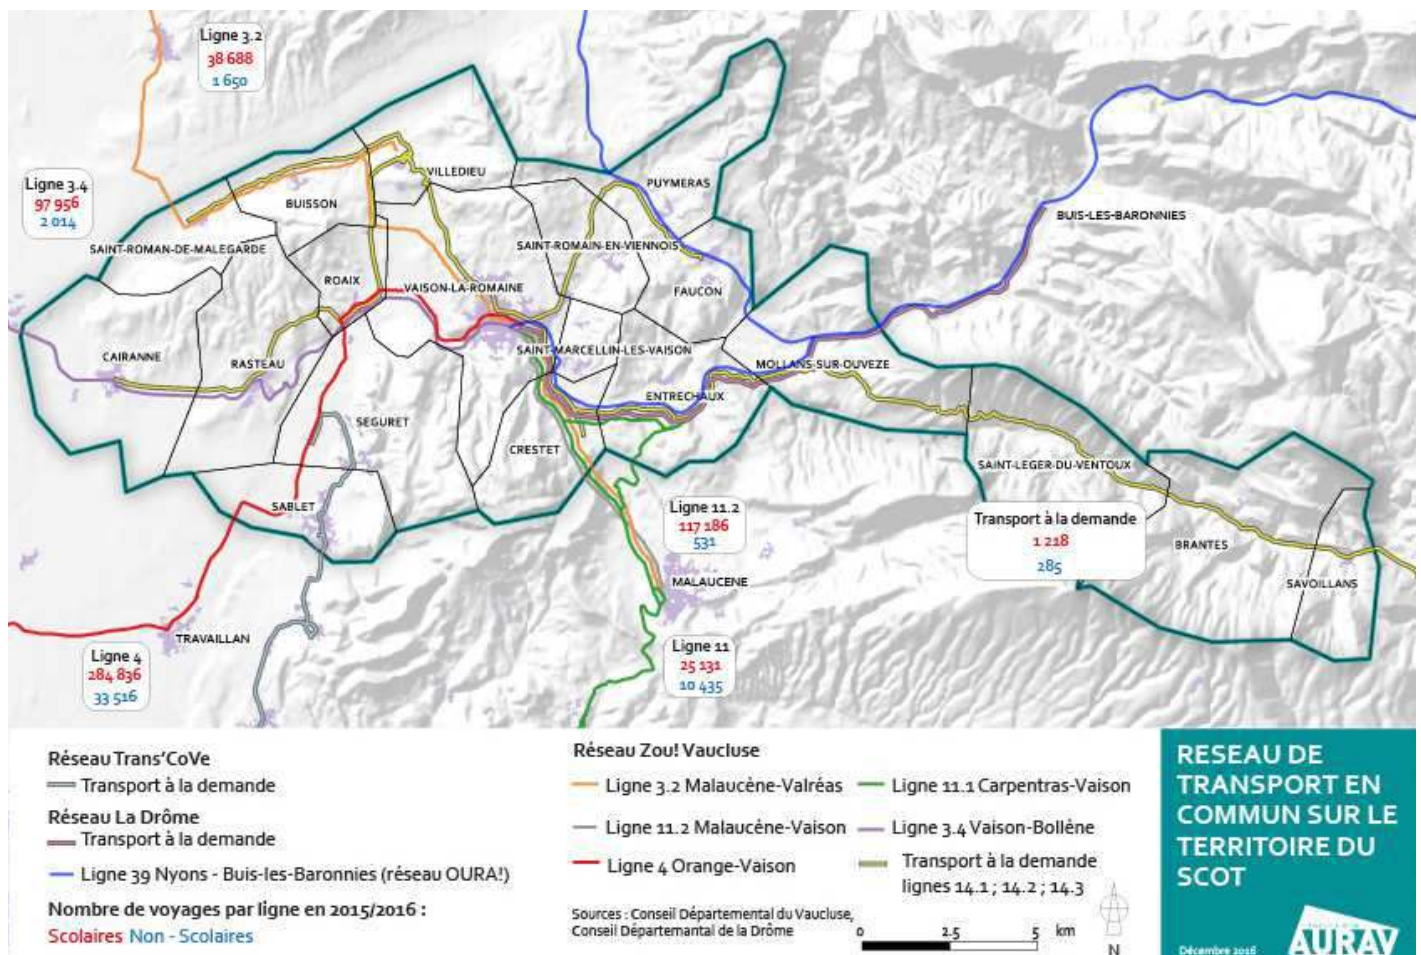 Ligne 3.2
38 688
1 650
Ligne 3.4
97 956
2 014
VILLEDIEU
PUYMERAS
BUISSON
BUIS-LES-BARONNIES
SAINT-ROMAN-DE-MALEGARDE
SAINT-ROMAIN-EN-VIENNOIS
ROAIX
VAISON-LA-ROMAINE
FAUCON
CAIRANNE
RASTEAU
SAINT-MARCELLIN-LES-VAISON
MOLLANS-SUR-OUVEZE
ENTRECHAUX
SEGURET
CRESTET
SAINT-LEGER-DU-VENTOUX
SABLET
Ligne 11.2
117 186
531
Transport à la demande
1 218
285
BRANTES
MALAUCENE
SAVOILLANS
TRAVAILLAN
Ligne 4
284 836
33 516
Ligne 11
25 131
10 435
Réseau Trans'CoVe
Transport à la demande
Réseau La Drôme
Transport à la demande
Ligne 39 Nyons - Buis-les-Baronnies (réseau OURA!)
Nombre de voyages par ligne en 2015/2016 :
Scolaires Non - Scolaires
Réseau Zou! Vaucluse
Ligne 3.2 Malaucène-Valréas
Ligne 11.1 Carpentras-Vaison
Ligne 11.2 Malaucène-Vaison
Ligne 3.4 Vaison-Bollène
Ligne 4 Orange-Vaison
Transport à la demande
lignes 14.1 ; 14.2 ; 14.3
Sources : Conseil Départemental du Vaucluse,
Conseil Départemantal de la Drôme
0 2.5 5 km
N
RESEAU DE
TRANSPORT EN
COMMUN SUR LE
TERRITOIRE DU
SCOT
Décembre 2016
AURAV